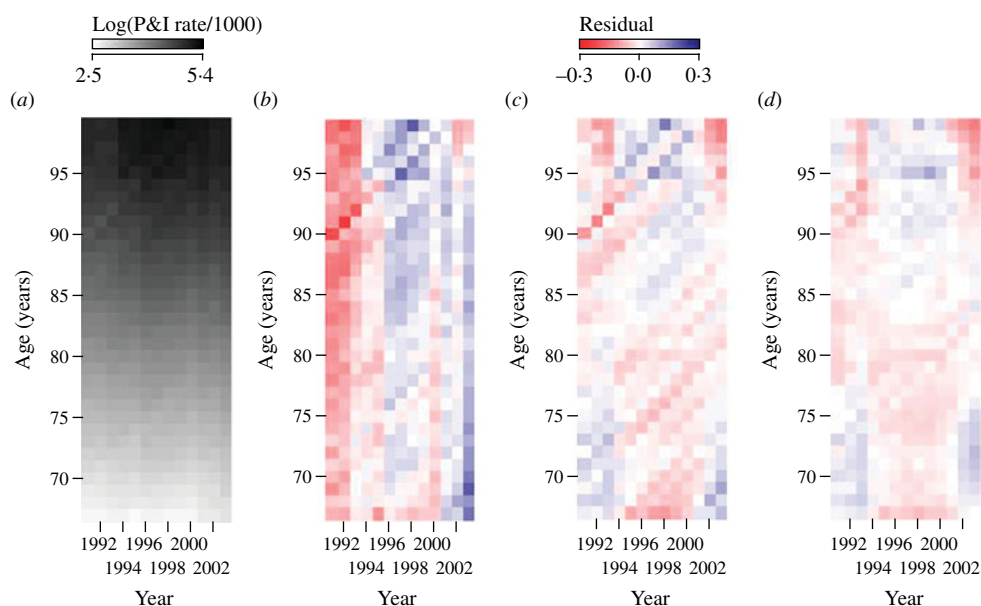 Log(P&I rate/1000)
2·5 5·4
Residual
−0·3 0·0 0·3
(a)
(b)
(c)
(d)
Age (years)
95
90
85
80
75
70
1992 1996 2000
1994 1998 2002
Year
Age (years)
95
90
85
80
75
70
1992 1996 2000
1994 1998 2002
Year
Age (years)
95
90
85
80
75
70
1992 1996 2000
1994 1998 2002
Year
Age (years)
95
90
85
80
75
70
1992 1996 2000
1994 1998 2002
Year